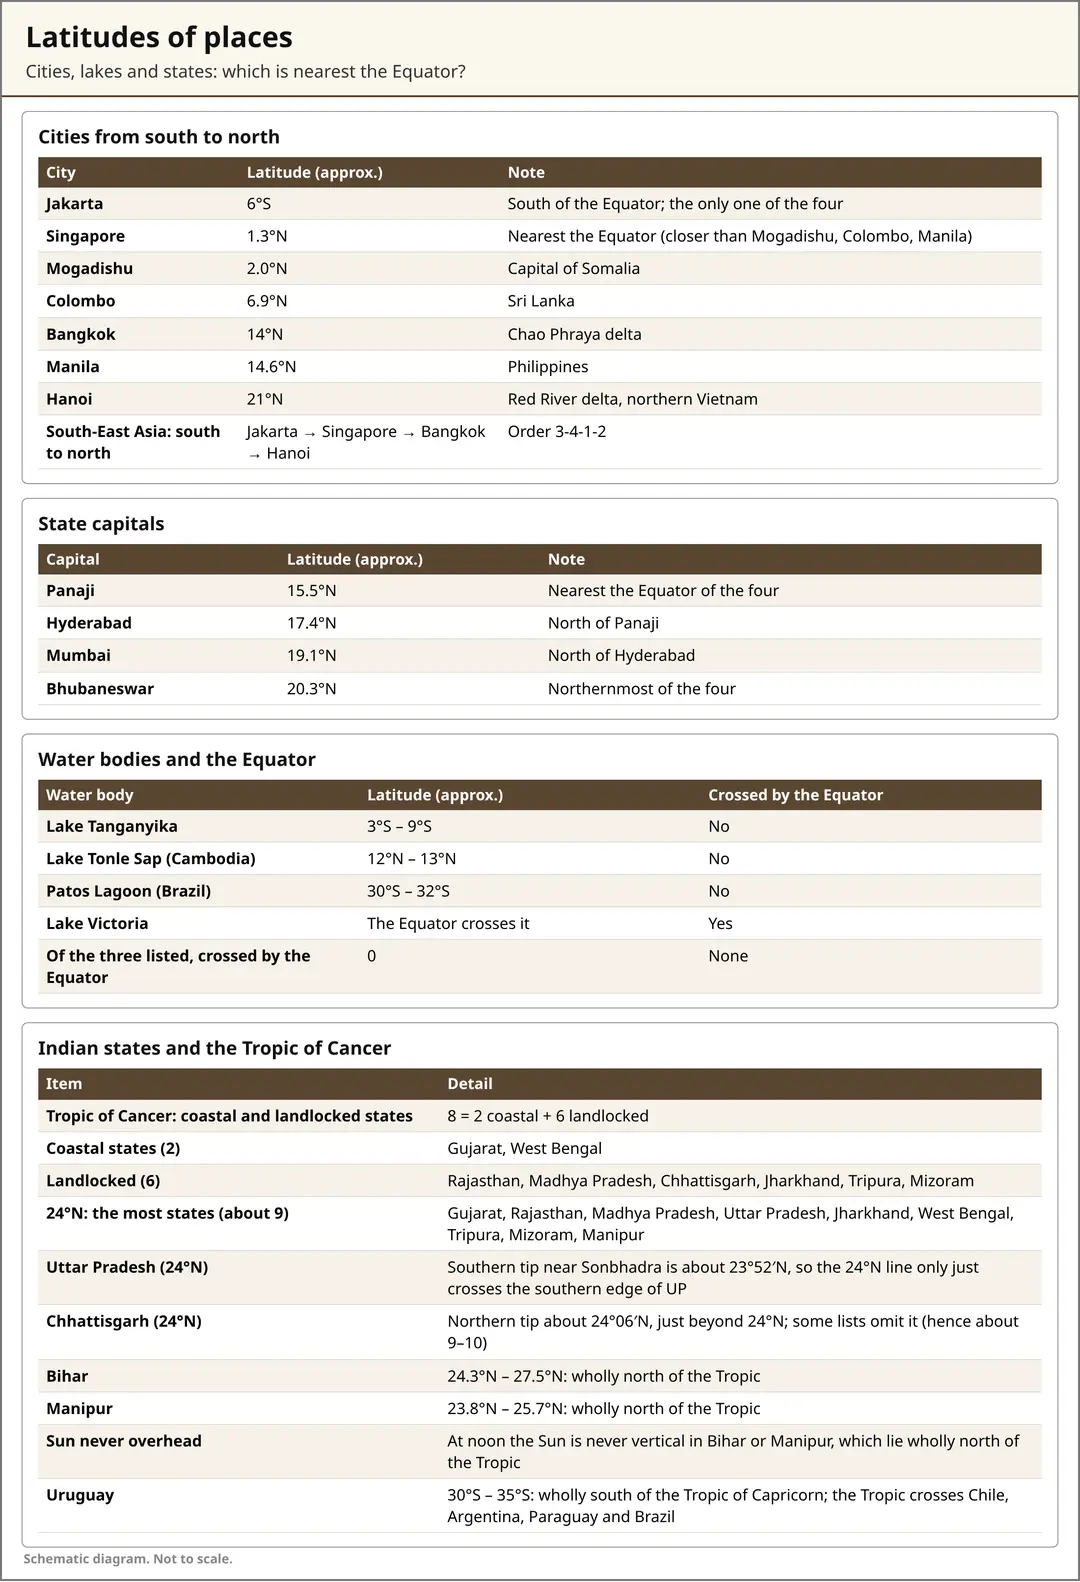 Latitudes of places
Cities, lakes and states: which is nearest the Equator?
Cities from south to north
City Latitude (approx.) Note
Jakarta 6°S South of the Equator; the only one of the four
Singapore 1.3°N Nearest the Equator (closer than Mogadishu, Colombo, Manila)
Mogadishu 2.0°N Capital of Somalia
Colombo 6.9°N Sri Lanka
Bangkok 14°N Chao Phraya delta
Manila 14.6°N Philippines
Hanoi 21°N Red River delta, northern Vietnam
South-East Asia: south Jakarta → Singapore → Bangkok Order 3-4-1-2
to north → Hanoi
State capitals
Capital Latitude (approx.) Note
Panaji 15.5°N Nearest the Equator of the four
Hyderabad 17.4°N North of Panaji
Mumbai 19.1°N North of Hyderabad
Bhubaneswar 20.3°N Northernmost of the four
Water bodies and the Equator
Water body Latitude (approx.) Crossed by the Equator
Lake Tanganyika 3°S – 9°S No
Lake Tonle Sap (Cambodia) 12°N – 13°N No
Patos Lagoon (Brazil) 30°S – 32°S No
Lake Victoria The Equator crosses it Yes
Of the three listed, crossed by the 0 None
Equator
Indian states and the Tropic of Cancer
Item Detail
Tropic of Cancer: coastal and landlocked states 8 = 2 coastal + 6 landlocked
Coastal states (2) Gujarat, West Bengal
Landlocked (6) Rajasthan, Madhya Pradesh, Chhattisgarh, Jharkhand, Tripura, Mizoram
24°N: the most states (about 9) Gujarat, Rajasthan, Madhya Pradesh, Uttar Pradesh, Jharkhand, West Bengal,
Tripura, Mizoram, Manipur
Uttar Pradesh (24°N) Southern tip near Sonbhadra is about 23°52′N, so the 24°N line only just
crosses the southern edge of UP
Chhattisgarh (24°N) Northern tip about 24°06′N, just beyond 24°N; some lists omit it (hence about
9–10)
Bihar 24.3°N – 27.5°N: wholly north of the Tropic
Manipur 23.8°N – 25.7°N: wholly north of the Tropic
Sun never overhead At noon the Sun is never vertical in Bihar or Manipur, which lie wholly north of
the Tropic
Uruguay 30°S – 35°S: wholly south of the Tropic of Capricorn; the Tropic crosses Chile,
Argentina, Paraguay and Brazil
Schematic diagram. Not to scale.